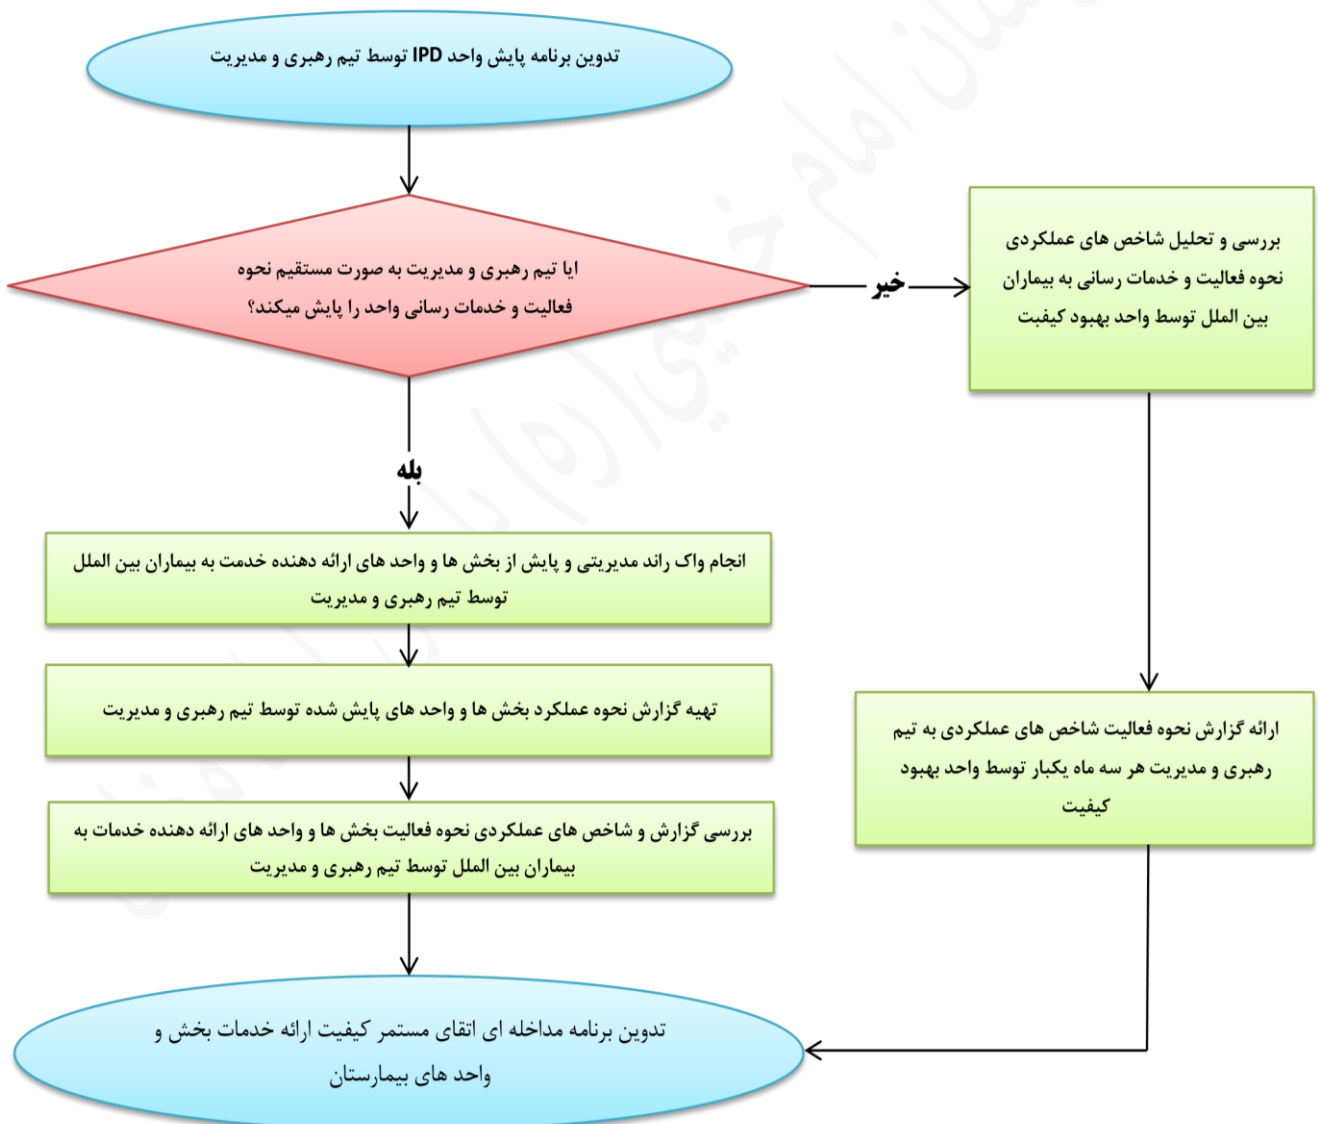 تدوین برنامه پایش واحد IPD توسط تیم رهبری و مدیریت
ایا تیم رهبری و مدیریت به صورت مستقیم نحوه
فعالیت و خدمات رسانی واحد را پایش میکند؟
خیر
بررسی و تحلیل شاخص های عملکردی
نحوه فعالیت و خدمات رسانی به بیماران
بین الملل توسط واحد بهبود کیفبت
بله
انجام واک راند مدیریتی و پایش از بخش ها و واحد های ارائه دهنده خدمت به بیماران بین الملل
توسط تیم رهبری و مدیریت
تهیه گزارش نحوه عملکرد بخش ها و واحد های پایش شده توسط تیم رهبری و مدیریت
ارائه گزارش نحوه فعالیت شاخص های عملکردی به تیم
رهبری و مدیریت هر سه ماه یکبار توسط واحد بهبود
کیفیت
بررسی گزارش و شاخص های عملکردی نحوه فعالیت بخش ها و واحد های ارائه دهنده خدمات به
بیماران بین الملل توسط تیم رهبری و مدیریت
تدوین برنامه مداخله ای اتقای مستمر کیفیت ارائه خدمات بخش و
واحد های بیمارستان
امام خمینی(ره)